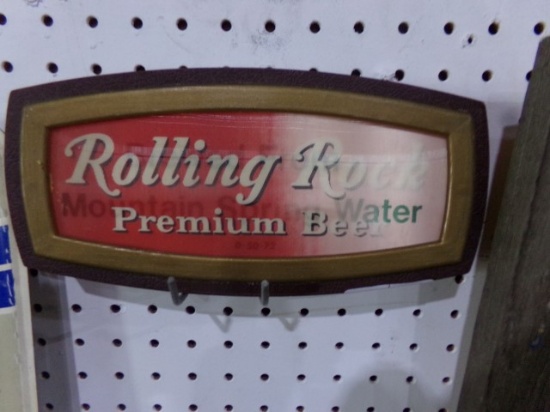 Rolling Rock
Mountain Spring Water
Premium Beer